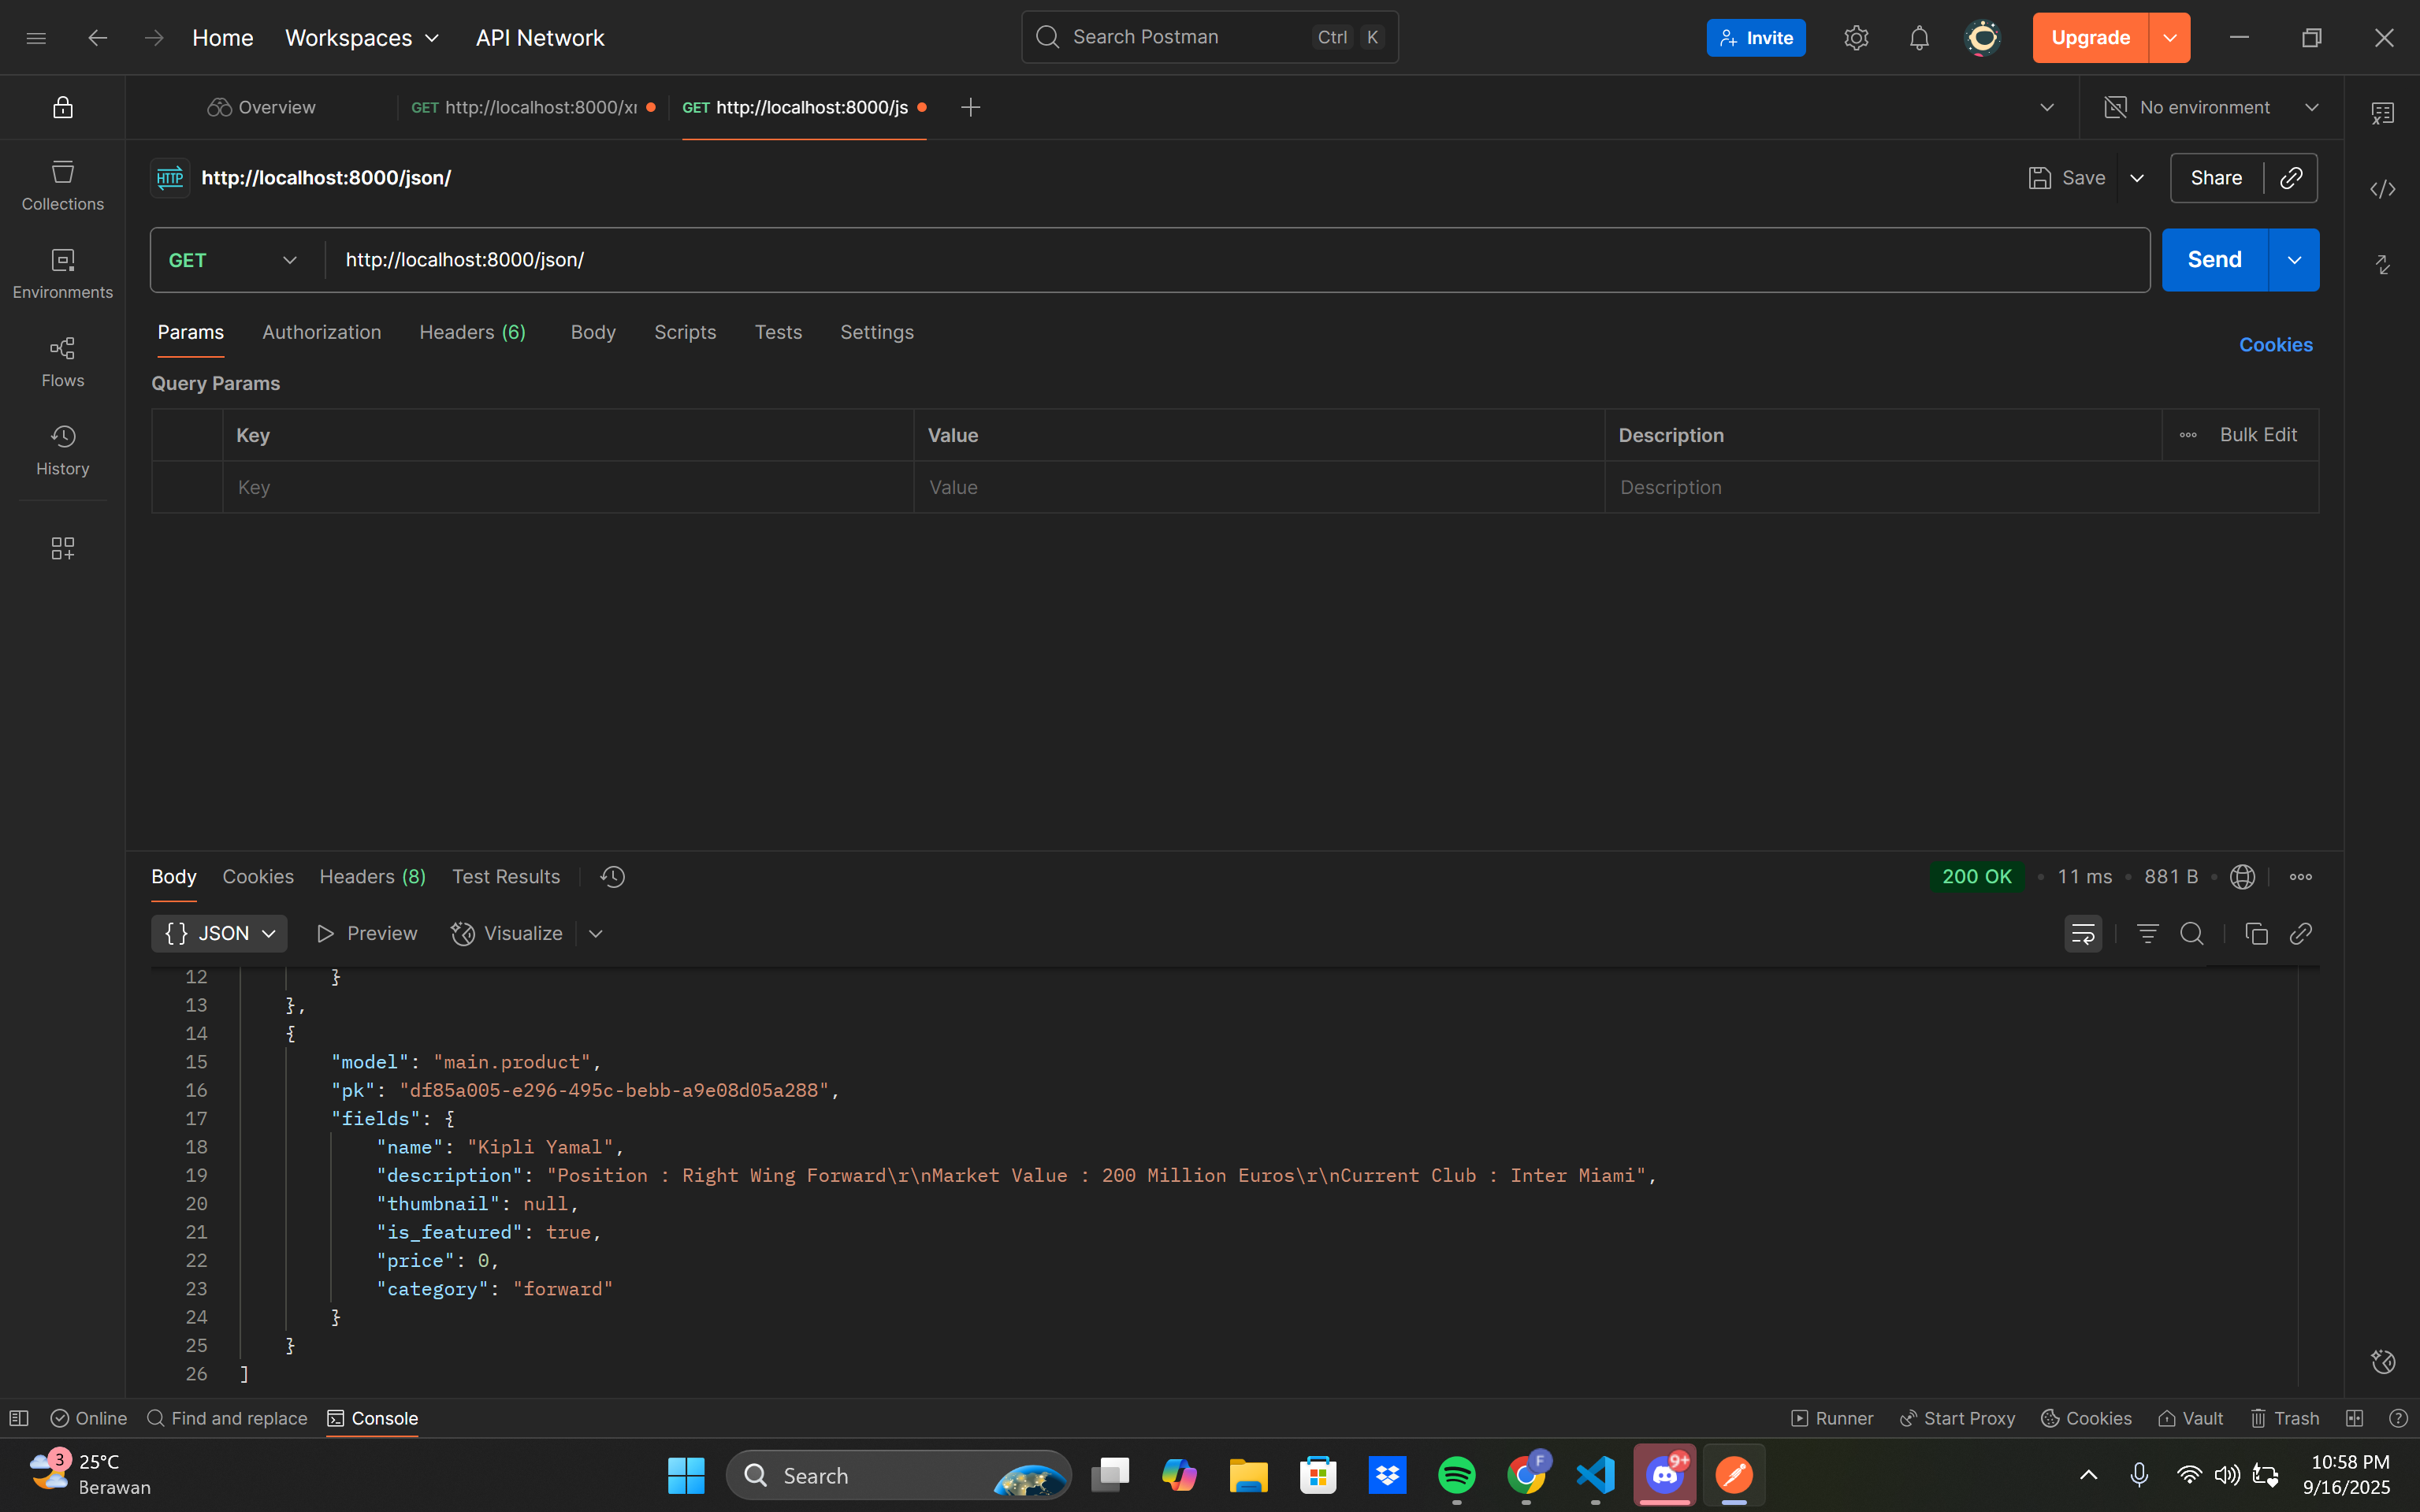 Home Workspaces API Network Search Postman Ctrl K Invite Upgrade
Overview GET http://localhost:8000/xr GET http://localhost:8000/js No environment
HTTP http://localhost:8000/json/ Save Share
Collections
GET http://localhost:8000/json/ Send
Environments
Params Authorization Headers (6) Body Scripts Tests Settings Cookies
Flows
Query Params
Key Value Description Bulk Edit
History
Key Value Description
Body Cookies Headers (8) Test Results 200 OK • 11 ms • 881 B
{} JSON Preview Visualize
12 }
13 },
14 {
15 "model": "main.product",
16 "pk": "df85a005-e296-495c-bebb-a9e08d05a288",
17 "fields": {
18 "name": "Kipli Yamal",
19 "description": "Position : Right Wing Forward\r\nMarket Value : 200 Million Euros\r\nCurrent Club : Inter Miami",
20 "thumbnail": null,
21 "is_featured": true,
22 "price": 0,
23 "category": "forward"
24 }
25 }
26 ]
Online Find and replace Console Runner Start Proxy Cookies Vault Trash
3 25°C
Berawan
Search
F
9+
10:58 PM
9/16/2025